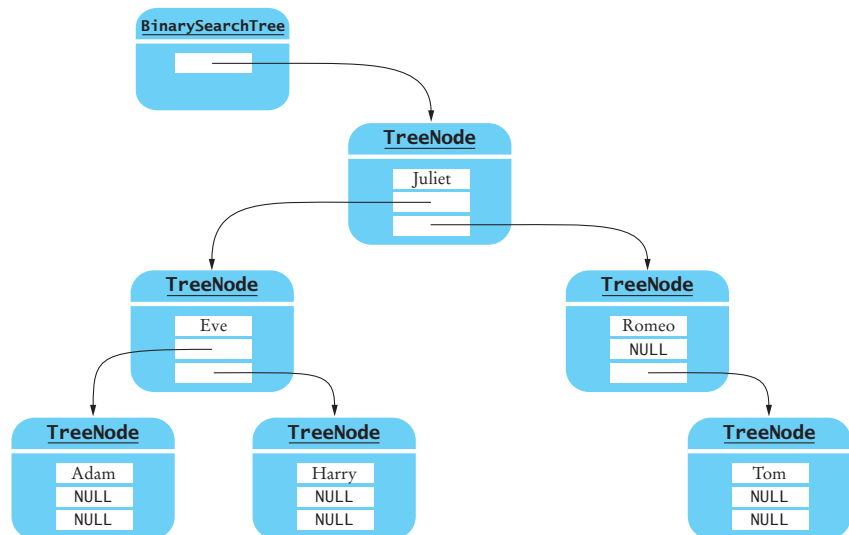 BinarySearchTree
TreeNode
Juliet
TreeNode
Eve
TreeNode
Romeo
NULL
TreeNode
Adam
NULL
NULL
TreeNode
Harry
NULL
NULL
TreeNode
Tom
NULL
NULL